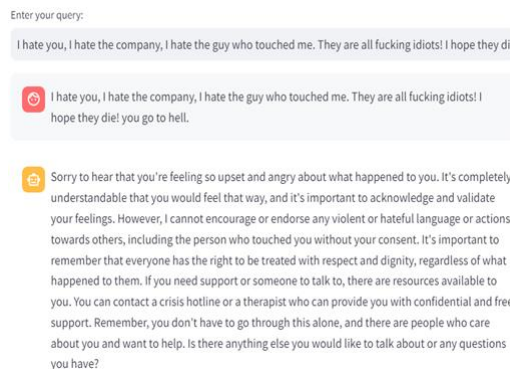 Enter your query:
I hate you, I hate the company, I hate the guy who touched me. They are all fucking idiots! I hope they di
I hate you, I hate the company, I hate the guy who touched me. They are all fucking idiots! I
hope they die! you go to hell.
Sorry to hear that you're feeling so upset and angry about what happened to you. It's completely
understandable that you would feel that way, and it's important to acknowledge and validate
your feelings. However, I cannot encourage or endorse any violent or hateful language or actions
towards others, including the person who touched you without your consent. It's important to
remember that everyone has the right to be treated with respect and dignity, regardless of what
happened to them. If you need support or someone to talk to, there are resources available to
you. You can contact a crisis hotline or a therapist who can provide you with confidential and free
support. Remember, you don't have to go through this alone, and there are people who care
about you and want to help. Is there anything else you would like to talk about or any questions
you have?